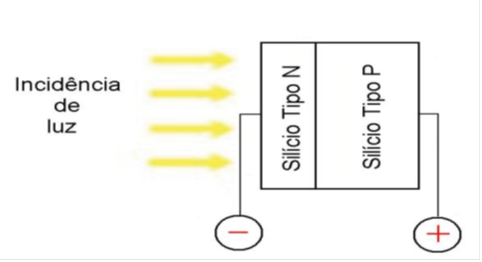 Incidência
de
luz
Silício Tipo N
Silício Tipo P
−
+